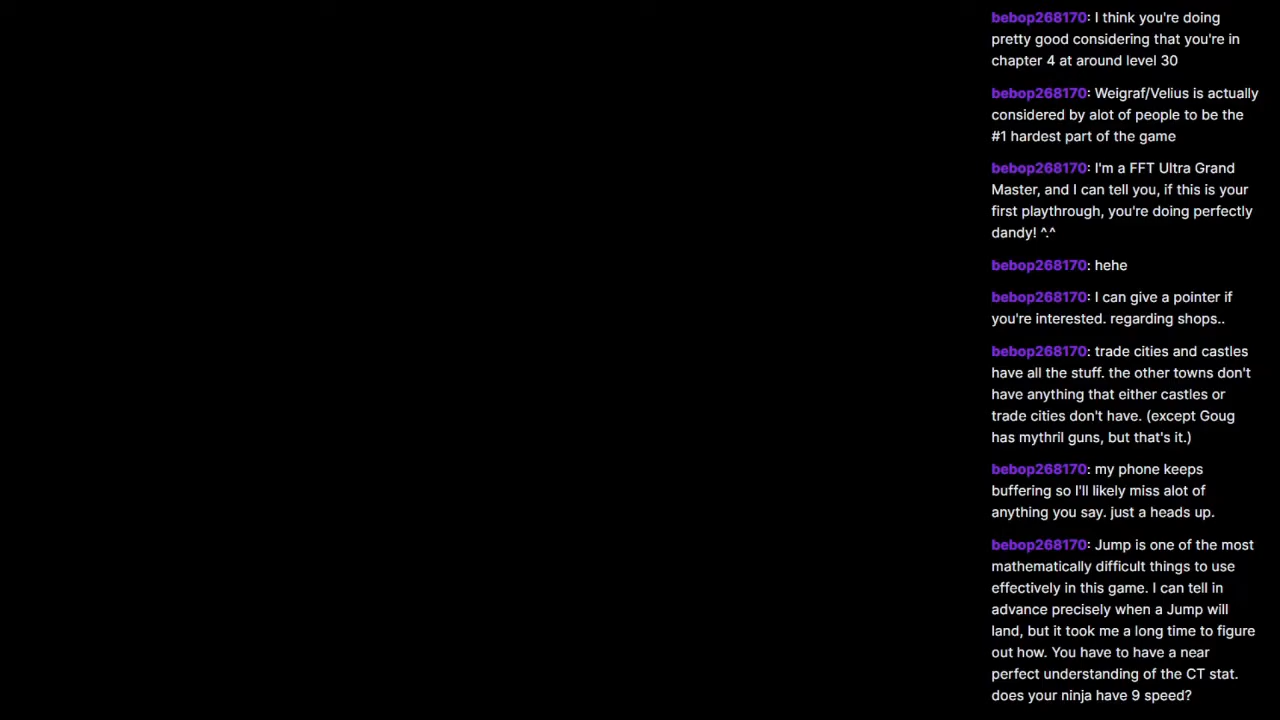 bebop268170: I think you're doing
pretty good considering that you're in
chapter 4 at around level 30
bebop268170: Weigraf/Velius is actually
considered by alot of people to be the
#1 hardest part of the game
bebop268170: I'm a FFT Ultra Grand
Master, and I can tell you, if this is your
first playthrough, you're doing perfectly
dandy! ^.^
bebop268170: hehe
bebop268170: I can give a pointer if
you're interested. regarding shops..
bebop268170: trade cities and castles
have all the stuff. the other towns don't
have anything that either castles or
trade cities don't have. (except Goug
has mythril guns, but that's it.)
bebop268170: my phone keeps
buffering so I'll likely miss alot of
anything you say. just a heads up.
bebop268170: Jump is one of the most
mathematically difficult things to use
effectively in this game. I can tell in
advance precisely when a Jump will
land, but it took me a long time to figure
out how. You have to have a near
perfect understanding of the CT stat.
does your ninja have 9 speed?